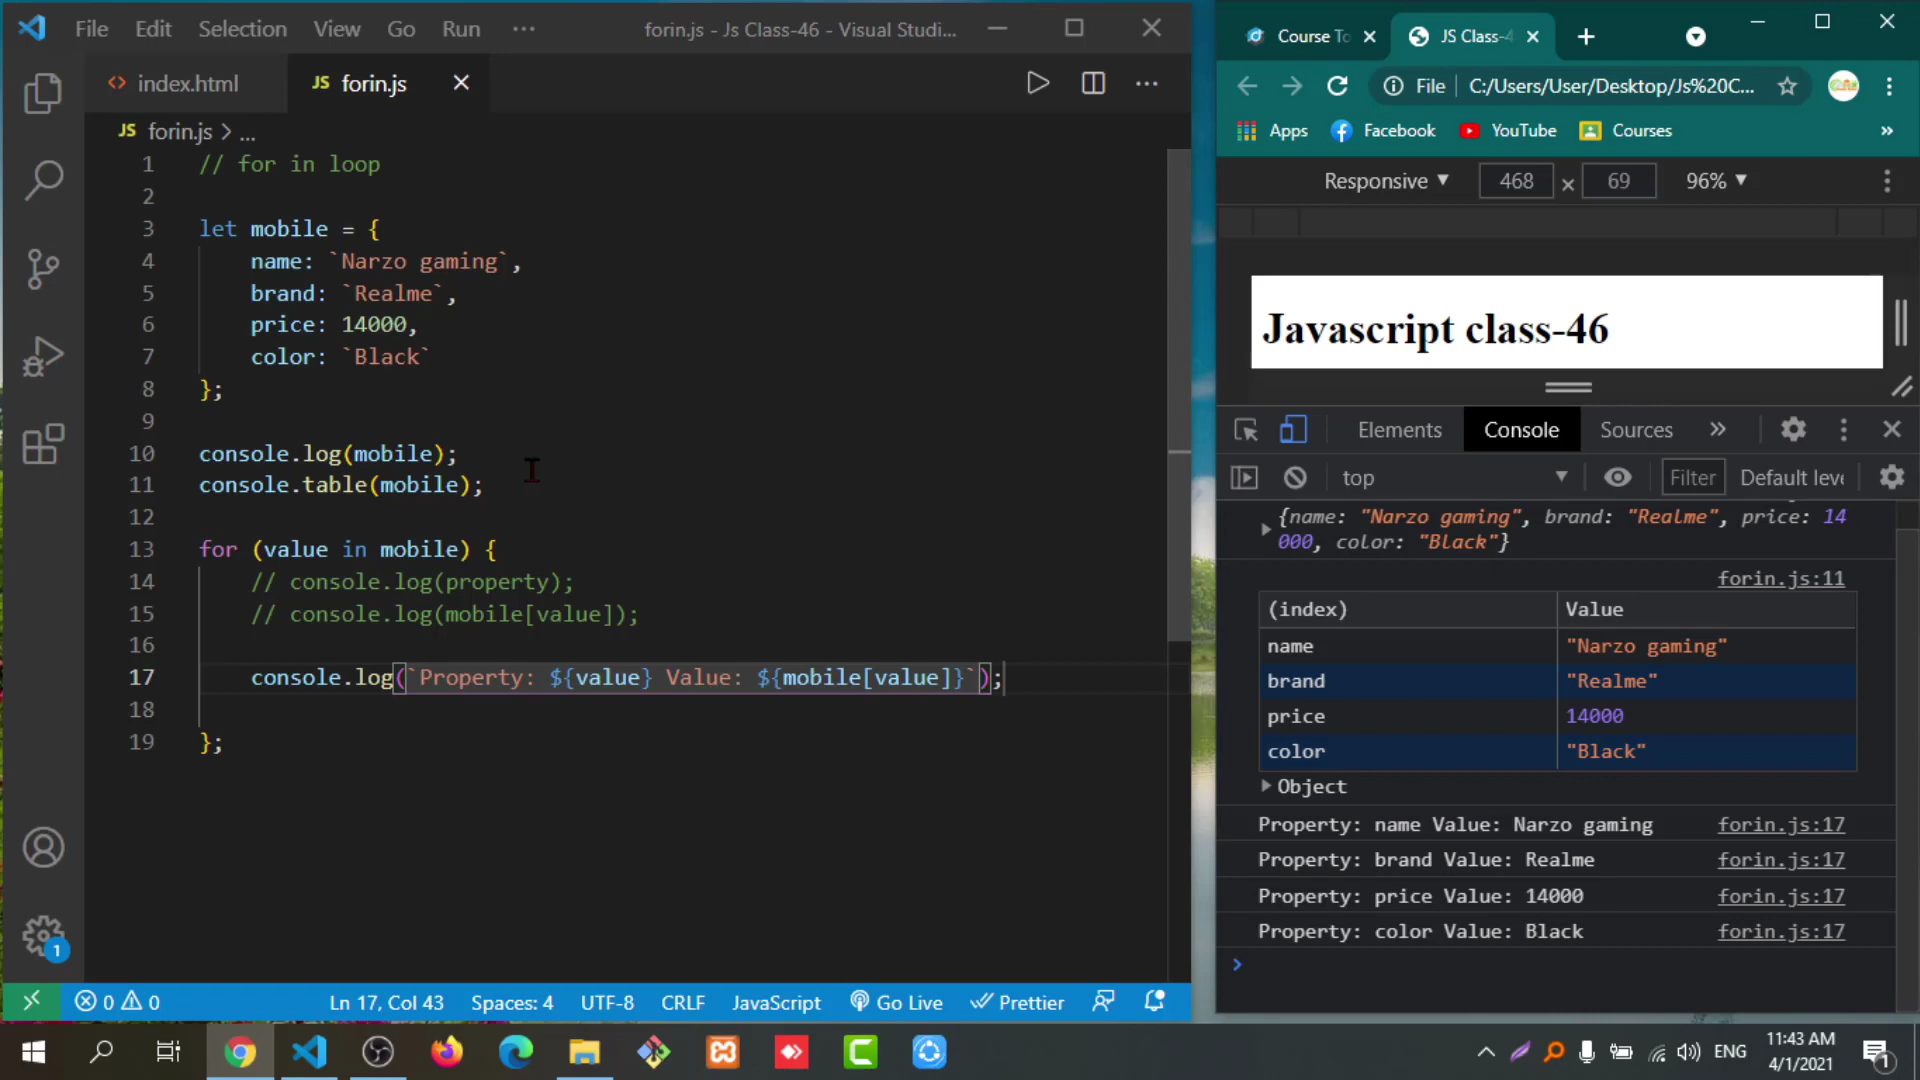 File Edit Selection View Go Run ··· forin.js - Js Class-46 - Visual Studi...
index.html JS forin.js
JS forin.js > ...
1 // for in loop
2
3 let mobile = {
4 name: `Narzo gaming`,
5 brand: `Realme`,
6 price: 14000,
7 color: `Black`
8 };
9
10 console.log(mobile);
11 console.table(mobile);
12
13 for (value in mobile) {
14 // console.log(property);
15 // console.log(mobile[value]);
16
17 console.log(`Property: ${value} Value: ${mobile[value]}`);
18
19 };
1
0 0 Ln 17, Col 43 Spaces: 4 UTF-8 CRLF JavaScript Go Live Prettier
Course To JS Class-4
File C:/Users/User/Desktop/Js%20C...
Apps Facebook YouTube Courses »
Responsive 468 × 69 96%
Javascript class-46
Elements Console Sources »
top Filter Default leve
{name: "Narzo gaming", brand: "Realme", price: 14
000, color: "Black"}
forin.js:11
(index) Value
name "Narzo gaming"
brand "Realme"
price 14000
color "Black"
Object
Property: name Value: Narzo gaming forin.js:17
Property: brand Value: Realme forin.js:17
Property: price Value: 14000 forin.js:17
Property: color Value: Black forin.js:17
>
ENG 11:43 AM
4/1/2021 1